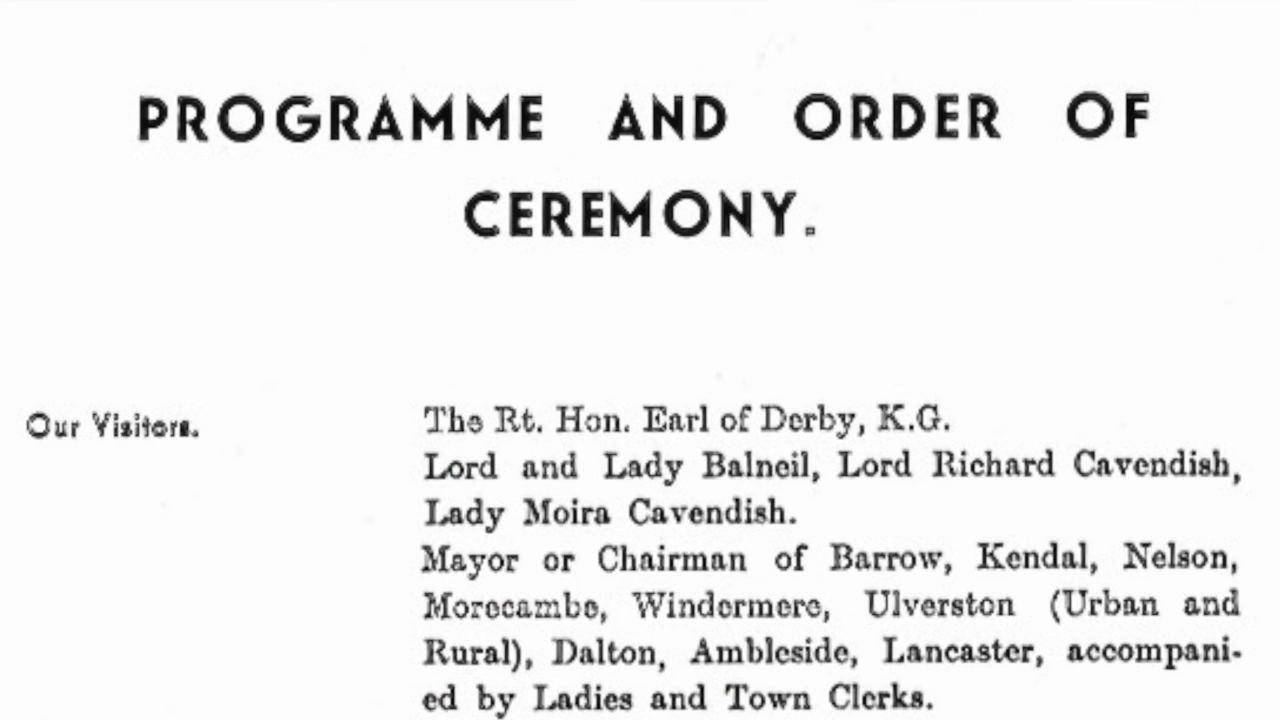 PROGRAMME AND ORDER OF
CEREMONY.
Our Visitors.
The Rt. Hon. Earl of Derby, K.G.
Lord and Lady Balneil, Lord Richard Cavendish,
Lady Moira Cavendish.
Mayor or Chairman of Barrow, Kendal, Nelson,
Morecambe, Windermere, Ulverston (Urban and
Rural), Dalton, Ambleside, Lancaster, accompani-
ed by Ladies and Town Clerks.